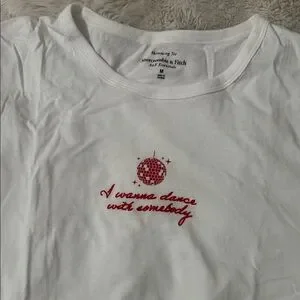 Abercrombie & Fitch
M
I wanna dance
with somebody